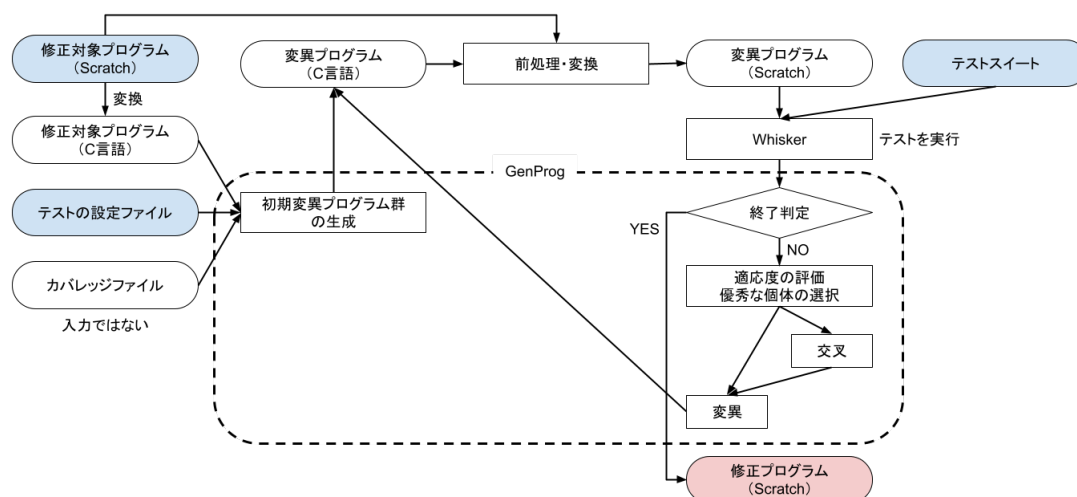 修正対象プログラム
（Scratch）
変換
修正対象プログラム
（C言語）
テストの設定ファイル
カバレッジファイル
入力ではない
変異プログラム
（C言語）
前処理・変換
変異プログラム
（Scratch）
テストスイート
Whisker
テストを実行
GenProg
初期変異プログラム群
の生成
終了判定
YES
NO
適応度の評価
優秀な個体の選択
交叉
変異
修正プログラム
（Scratch）